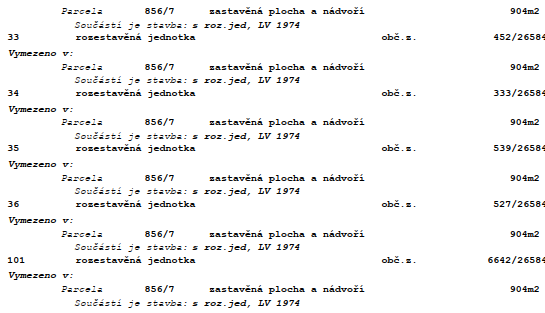 Parcela 856/7 zastavěná plocha a nádvoří 904m2
Součástí je stavba: s roz.jed, LV 1974
33 rozestavěná jednotka obč.z. 452/26584
Vymezeno v:
Parcela 856/7 zastavěná plocha a nádvoří 904m2
Součástí je stavba: s roz.jed, LV 1974
34 rozestavěná jednotka obč.z. 333/26584
Vymezeno v:
Parcela 856/7 zastavěná plocha a nádvoří 904m2
Součástí je stavba: s roz.jed, LV 1974
35 rozestavěná jednotka obč.z. 539/26584
Vymezeno v:
Parcela 856/7 zastavěná plocha a nádvoří 904m2
Součástí je stavba: s roz.jed, LV 1974
36 rozestavěná jednotka obč.z. 527/26584
Vymezeno v:
Parcela 856/7 zastavěná plocha a nádvoří 904m2
Součástí je stavba: s roz.jed, LV 1974
101 rozestavěná jednotka obč.z. 6642/26584
Vymezeno v:
Parcela 856/7 zastavěná plocha a nádvoří 904m2
Součástí je stavba: s roz.jed, LV 1974